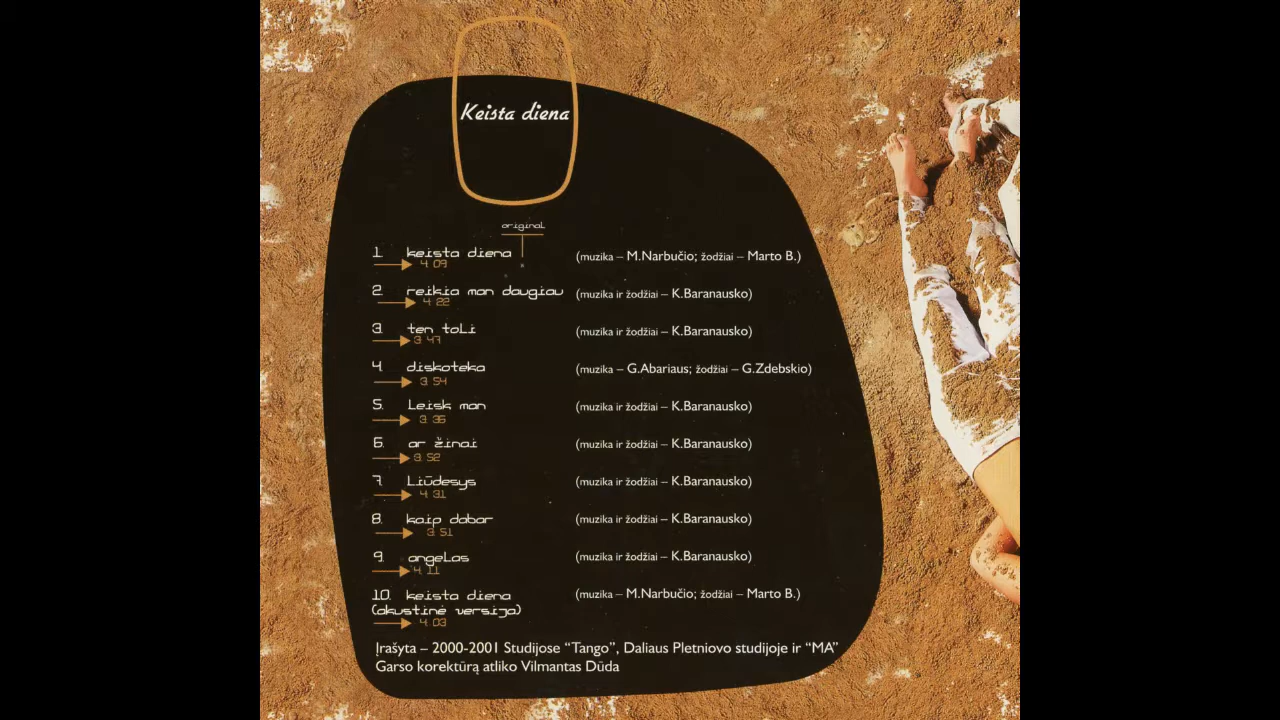 Keista diena
original
1. keista diena (muzika – M.Narbučio; žodžiai – Marto B.)
4 09
2. reikia man daugiau (muzika ir žodžiai – K.Baranausko)
4 22
3. ten toli (muzika ir žodžiai – K.Baranausko)
3 47
4. diskoteka (muzika – G.Abariaus; žodžiai – G.Zdebskio)
3 54
5. Leisk man (muzika ir žodžiai – K.Baranausko)
3 36
6. ar žinai (muzika ir žodžiai – K.Baranausko)
3 52
7. Liūdesys (muzika ir žodžiai – K.Baranausko)
4 31
8. kaip dabar (muzika ir žodžiai – K.Baranausko)
3 51
9. angelas (muzika ir žodžiai – K.Baranausko)
4 11
10. keista diena (muzika – M.Narbučio; žodžiai – Marto B.)
(akustinė versija)
4 03
Įrašyta – 2000-2001 Studijose “Tango”, Daliaus Pletniovo studijoje ir “MA”
Garso korektūrą atliko Vilmantas Dūda